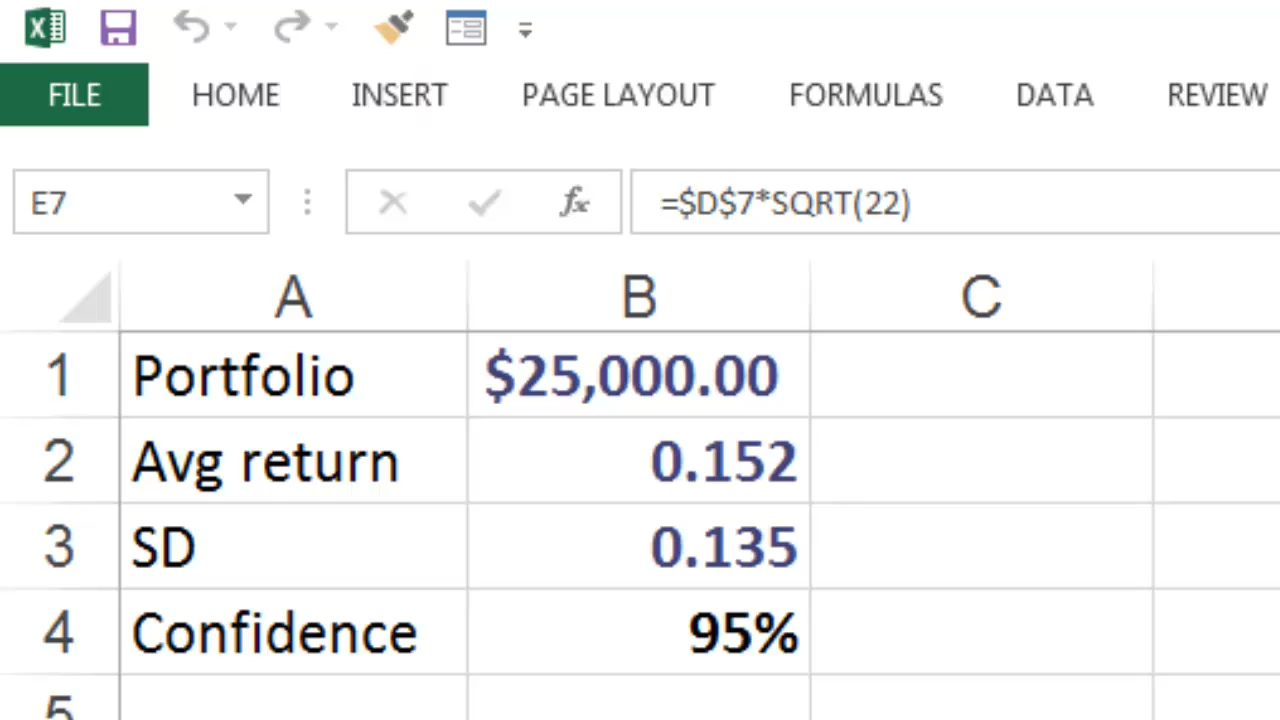 FILE HOME INSERT PAGE LAYOUT FORMULAS DATA REVIEW
E7 fx =$D$7*SQRT(22)
A B C
1 Portfolio $25,000.00
2 Avg return 0.152
3 SD 0.135
4 Confidence 95%
5